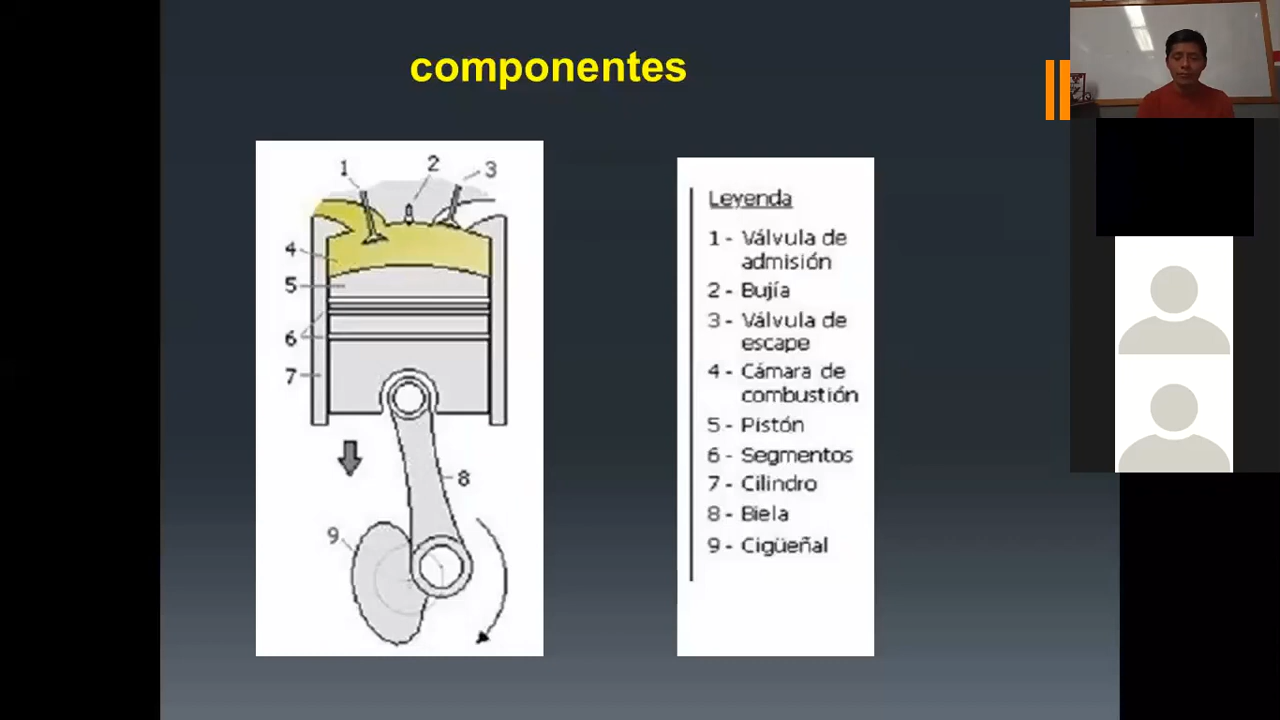 componentes
1
2
3
4
5
6
7
8
9
Leyenda
1 - Válvula de
admisión
2 - Bujía
3 - Válvula de
escape
4 - Cámara de
combustión
5 - Pistón
6 - Segmentos
7 - Cilindro
8 - Biela
9 - Cigüeñal